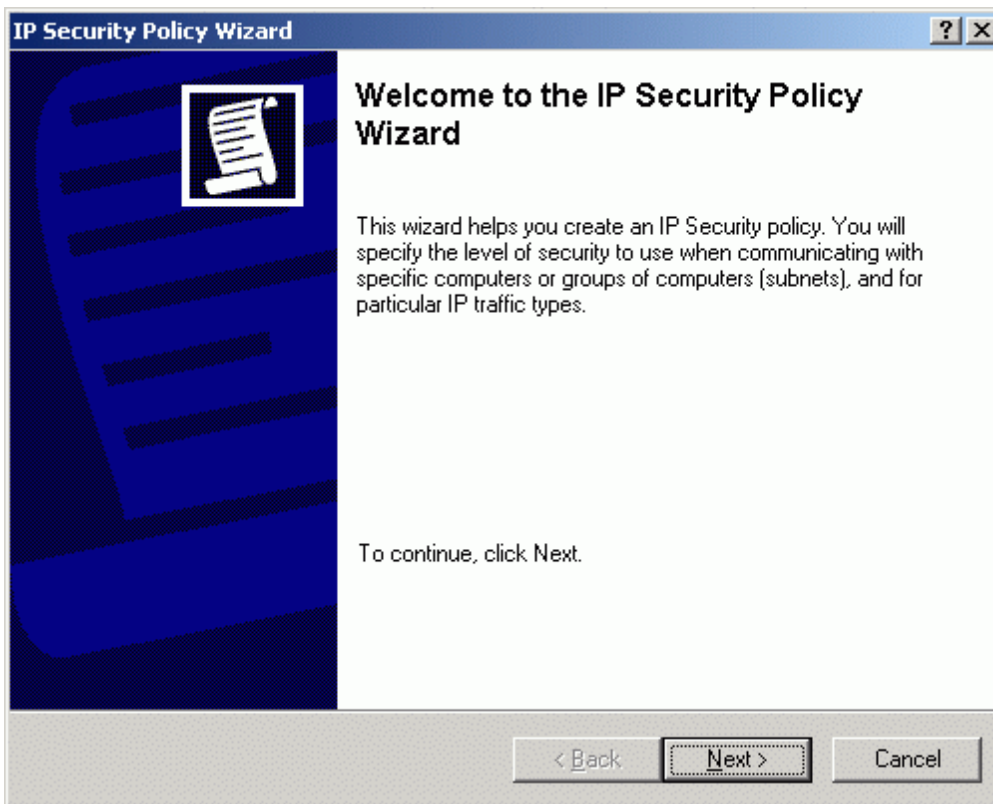 IP Security Policy Wizard
Welcome to the IP Security Policy
Wizard
This wizard helps you create an IP Security policy. You will
specify the level of security to use when communicating with
specific computers or groups of computers (subnets), and for
particular IP traffic types.
To continue, click Next.
< Back
Next >
Cancel